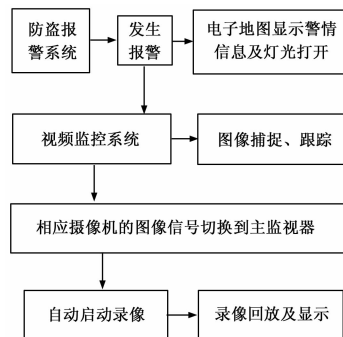 防盗报
警系统
发生
报警
电子地图显示警情
信息及灯光打开
视频监控系统
图像捕捉、跟踪
相应摄像机的图像信号切换到主监视器
自动启动录像
录像回放及显示